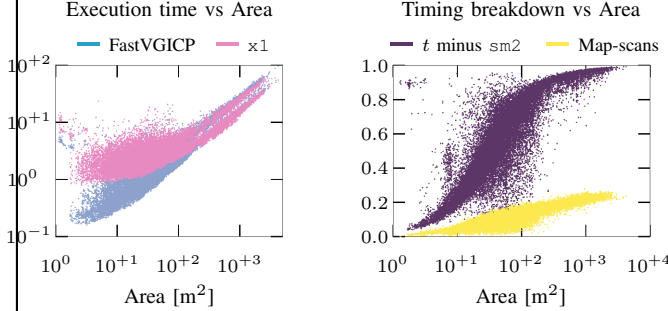 Execution time vs Area
FastVGICP x1
10+2
10+1
10^0
10−1
10^0 10+1 10+2 10+3
Area [m²]
Timing breakdown vs Area
t minus sm2 Map-scans
1.0
0.8
0.6
0.4
0.2
0.0
10^0 10+1 10+2 10+3 10+4
Area [m²]